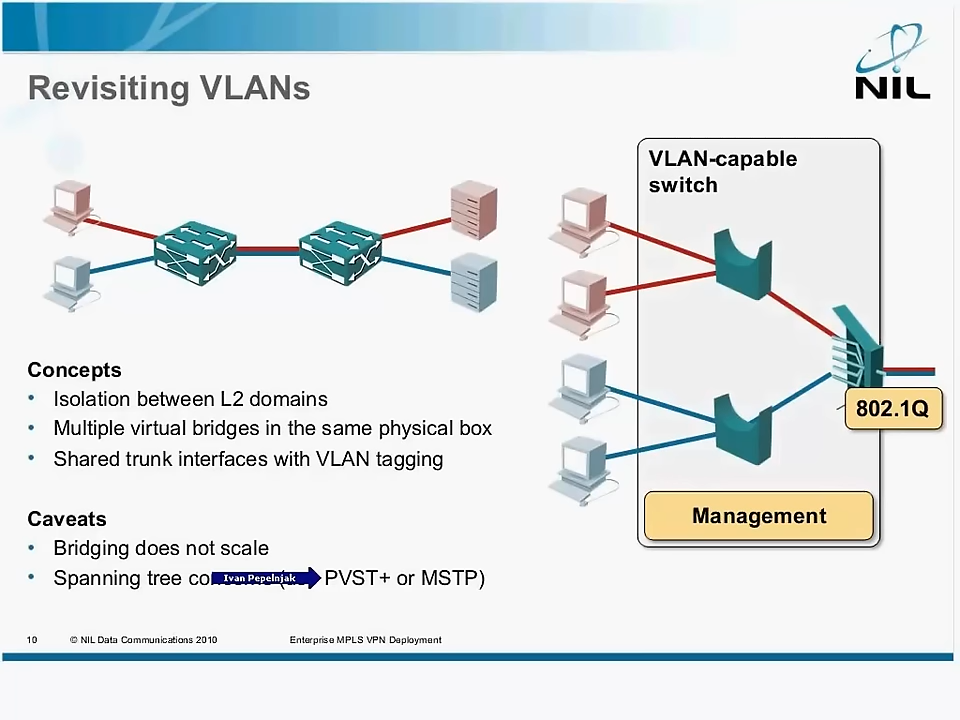 Revisiting VLANs
NIL
VLAN-capable
switch
802.1Q
Management
Concepts
• Isolation between L2 domains
• Multiple virtual bridges in the same physical box
• Shared trunk interfaces with VLAN tagging
Caveats
• Bridging does not scale
• Spanning tree PVST+ or MSTP)
Ivan Pepelnjak
10 © NIL Data Communications 2010 Enterprise MPLS VPN Deployment